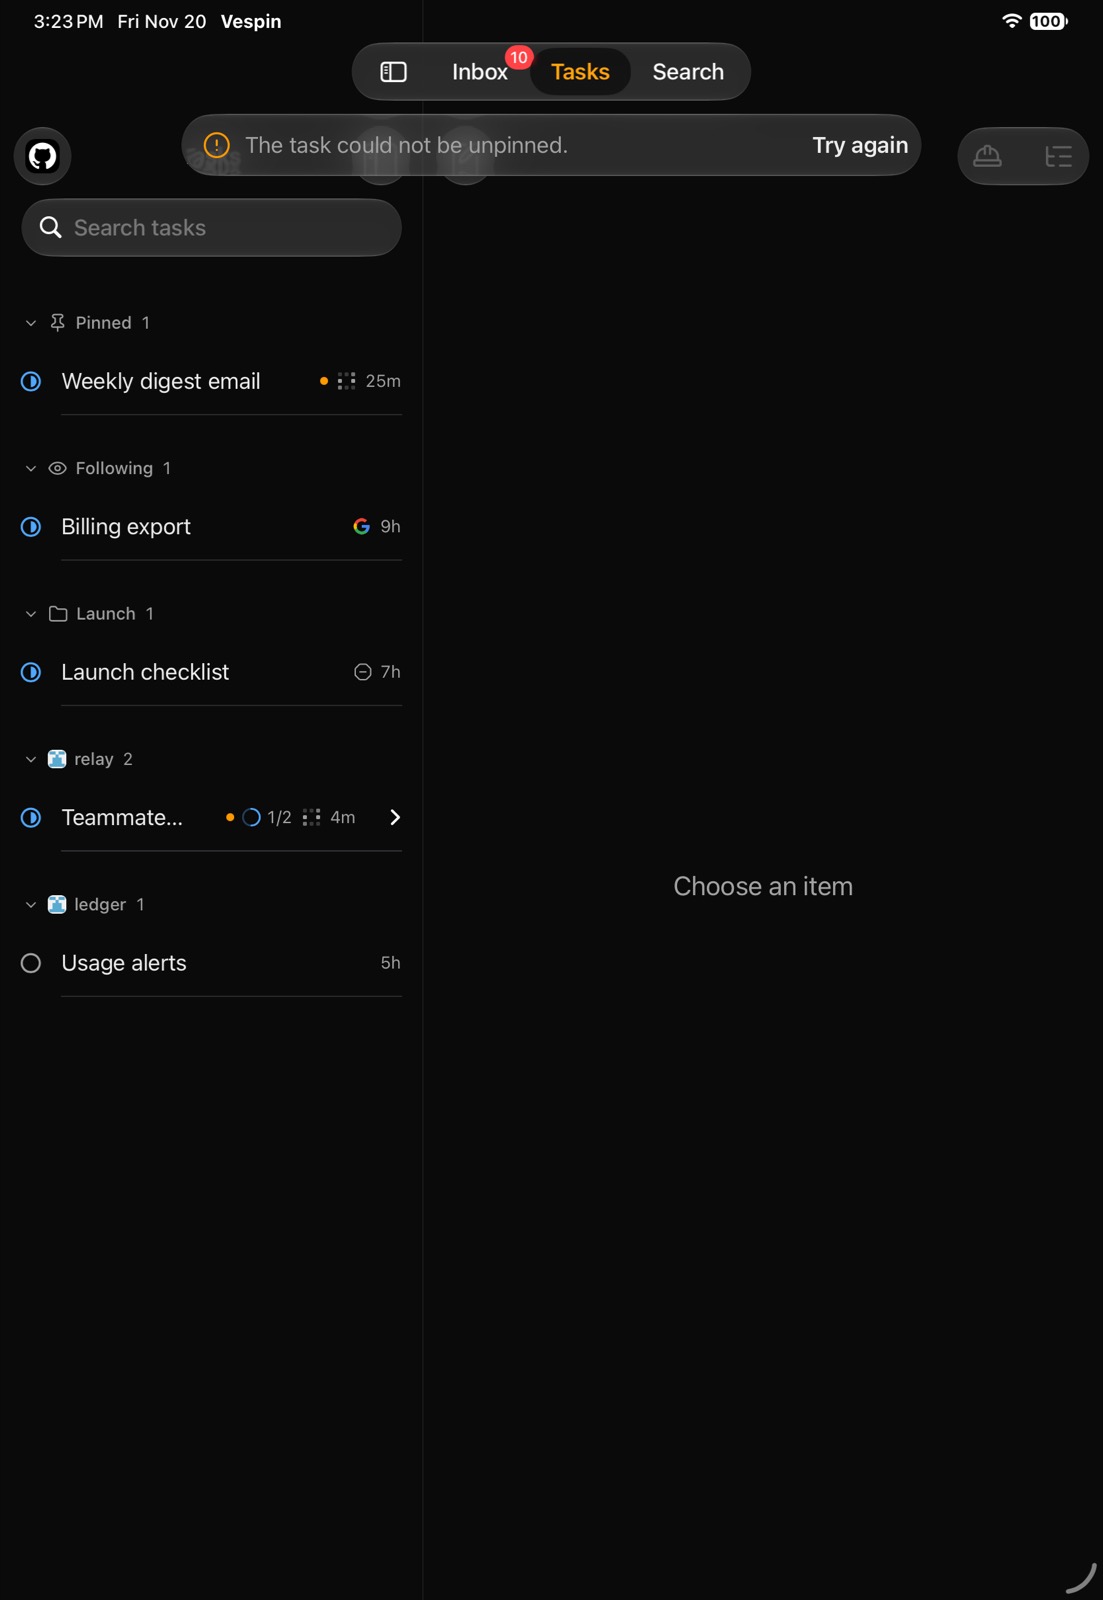 3:23 PM Fri Nov 20 Vespin
100
Inbox 10 Tasks Search
The task could not be unpinned. Try again
Search tasks
Pinned 1
Weekly digest email 25m
Following 1
Billing export 9h
Launch 1
Launch checklist 7h
relay 2
Teammate... 1/2 4m
ledger 1
Usage alerts 5h
Choose an item